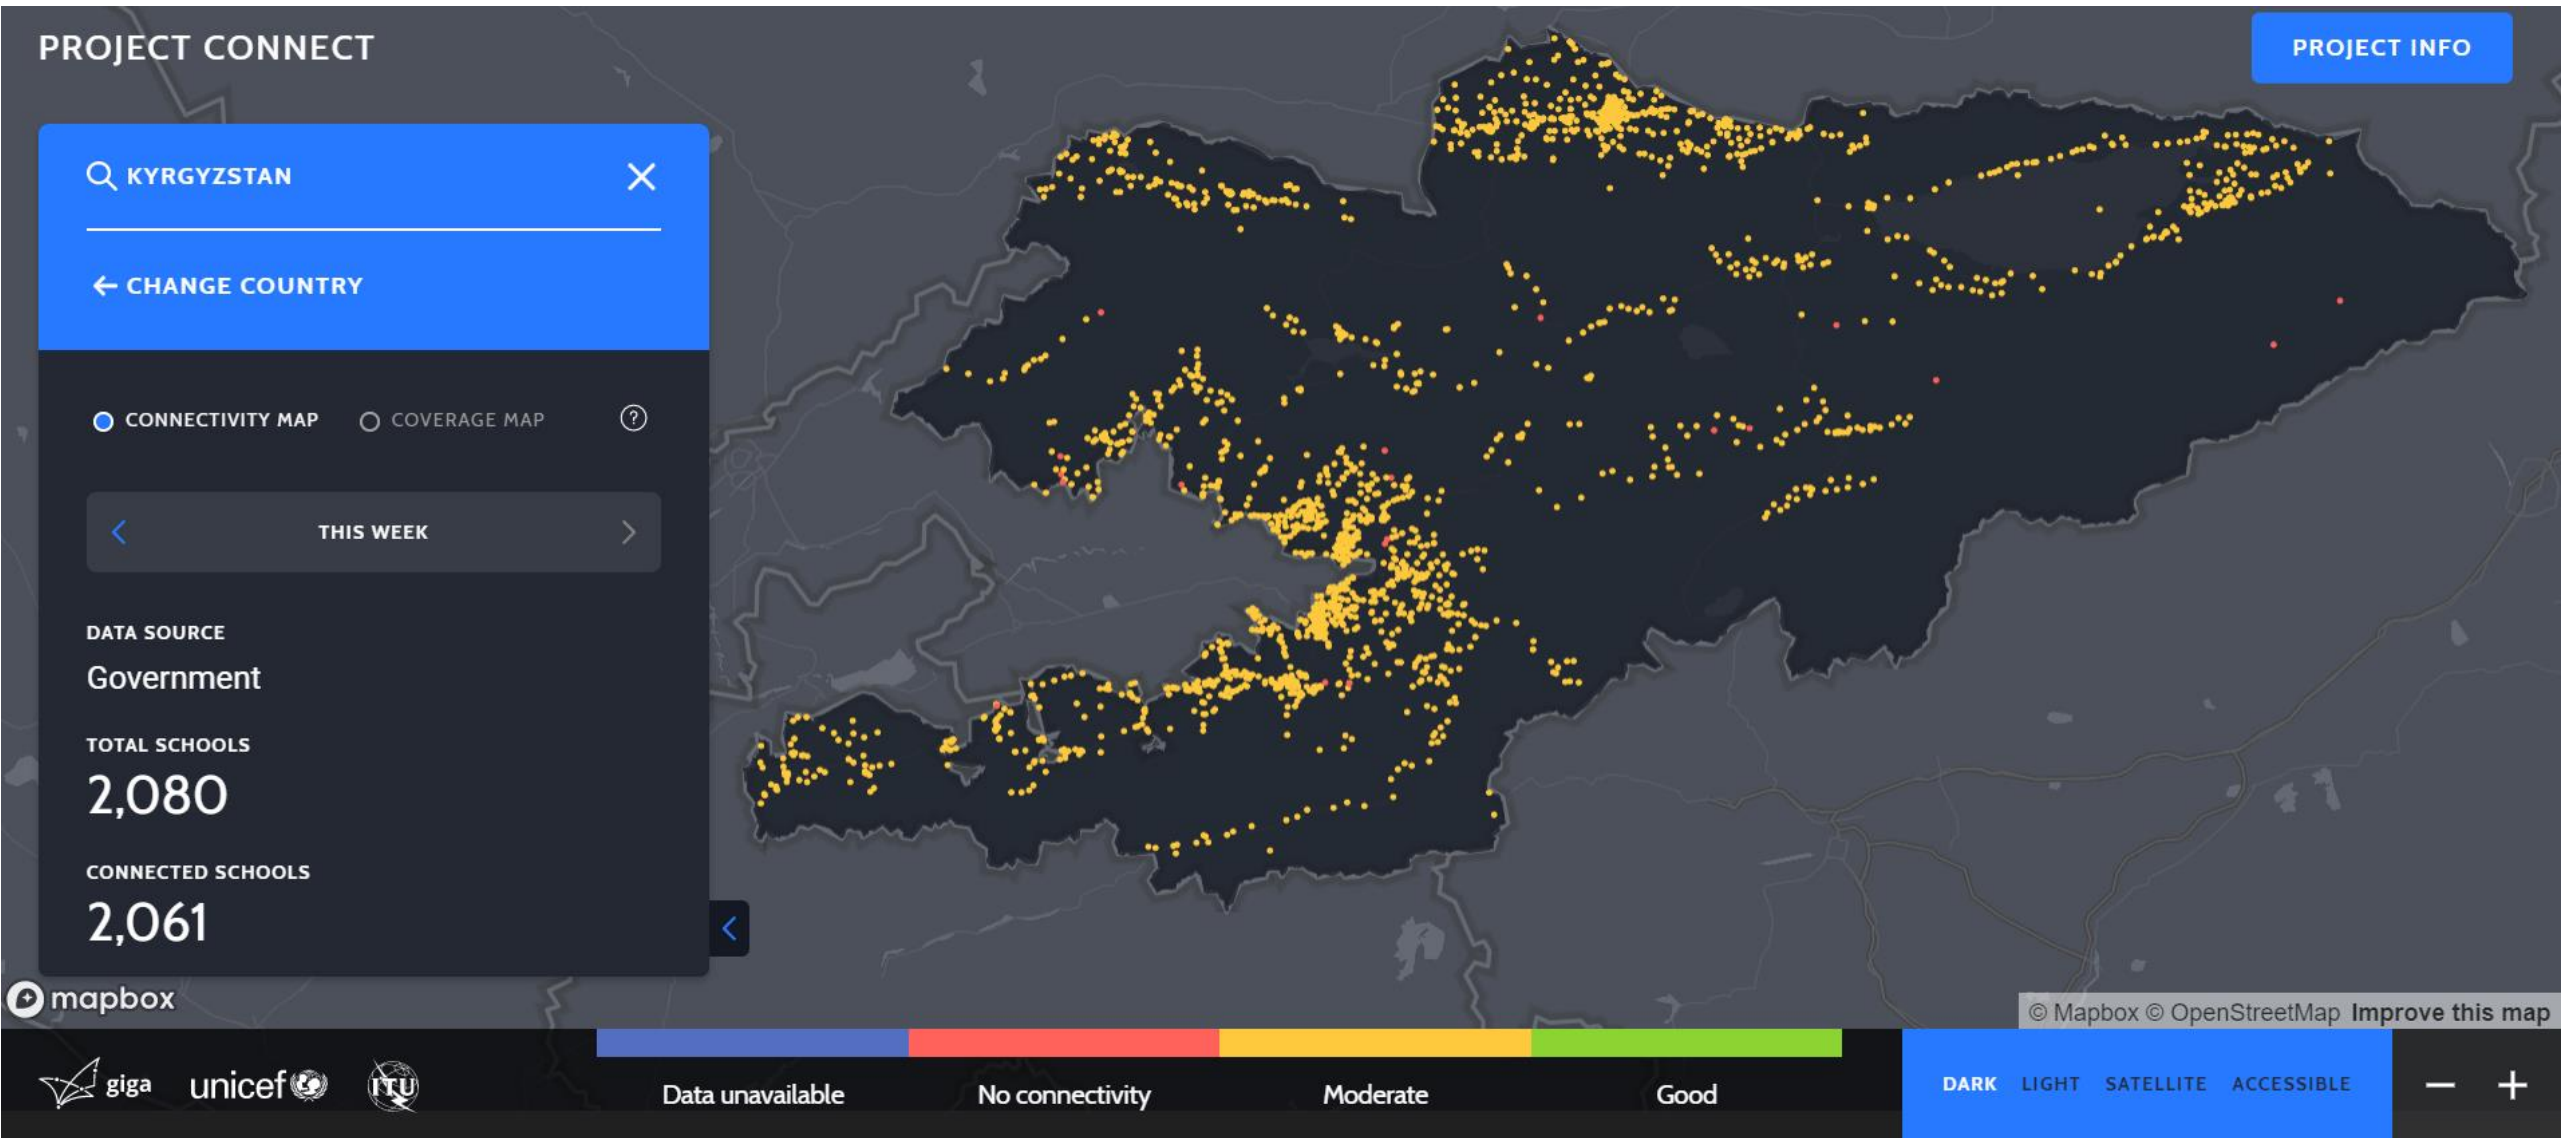 PROJECT CONNECT
PROJECT INFO
KYRGYZSTAN
CHANGE COUNTRY
CONNECTIVITY MAP
COVERAGE MAP
?
THIS WEEK
DATA SOURCE
Government
TOTAL SCHOOLS
2,080
CONNECTED SCHOOLS
2,061
mapbox
© Mapbox © OpenStreetMap Improve this map
giga
unicef
ITU
Data unavailable
No connectivity
Moderate
Good
DARK LIGHT SATELLITE ACCESSIBLE